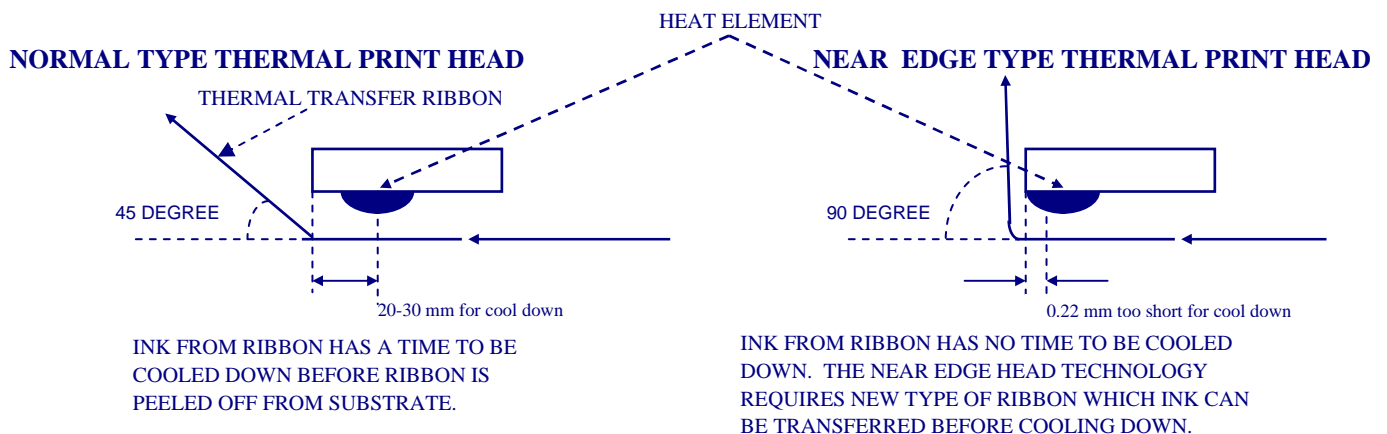 HEAT ELEMENT
NORMAL TYPE THERMAL PRINT HEAD
NEAR EDGE TYPE THERMAL PRINT HEAD
THERMAL TRANSFER RIBBON
45 DEGREE
90 DEGREE
20-30 mm for cool down
0.22 mm too short for cool down
INK FROM RIBBON HAS A TIME TO BE
COOLED DOWN BEFORE RIBBON IS
PEELED OFF FROM SUBSTRATE.
INK FROM RIBBON HAS NO TIME TO BE COOLED
DOWN. THE NEAR EDGE HEAD TECHNOLOGY
REQUIRES NEW TYPE OF RIBBON WHICH INK CAN
BE TRANSFERRED BEFORE COOLING DOWN.